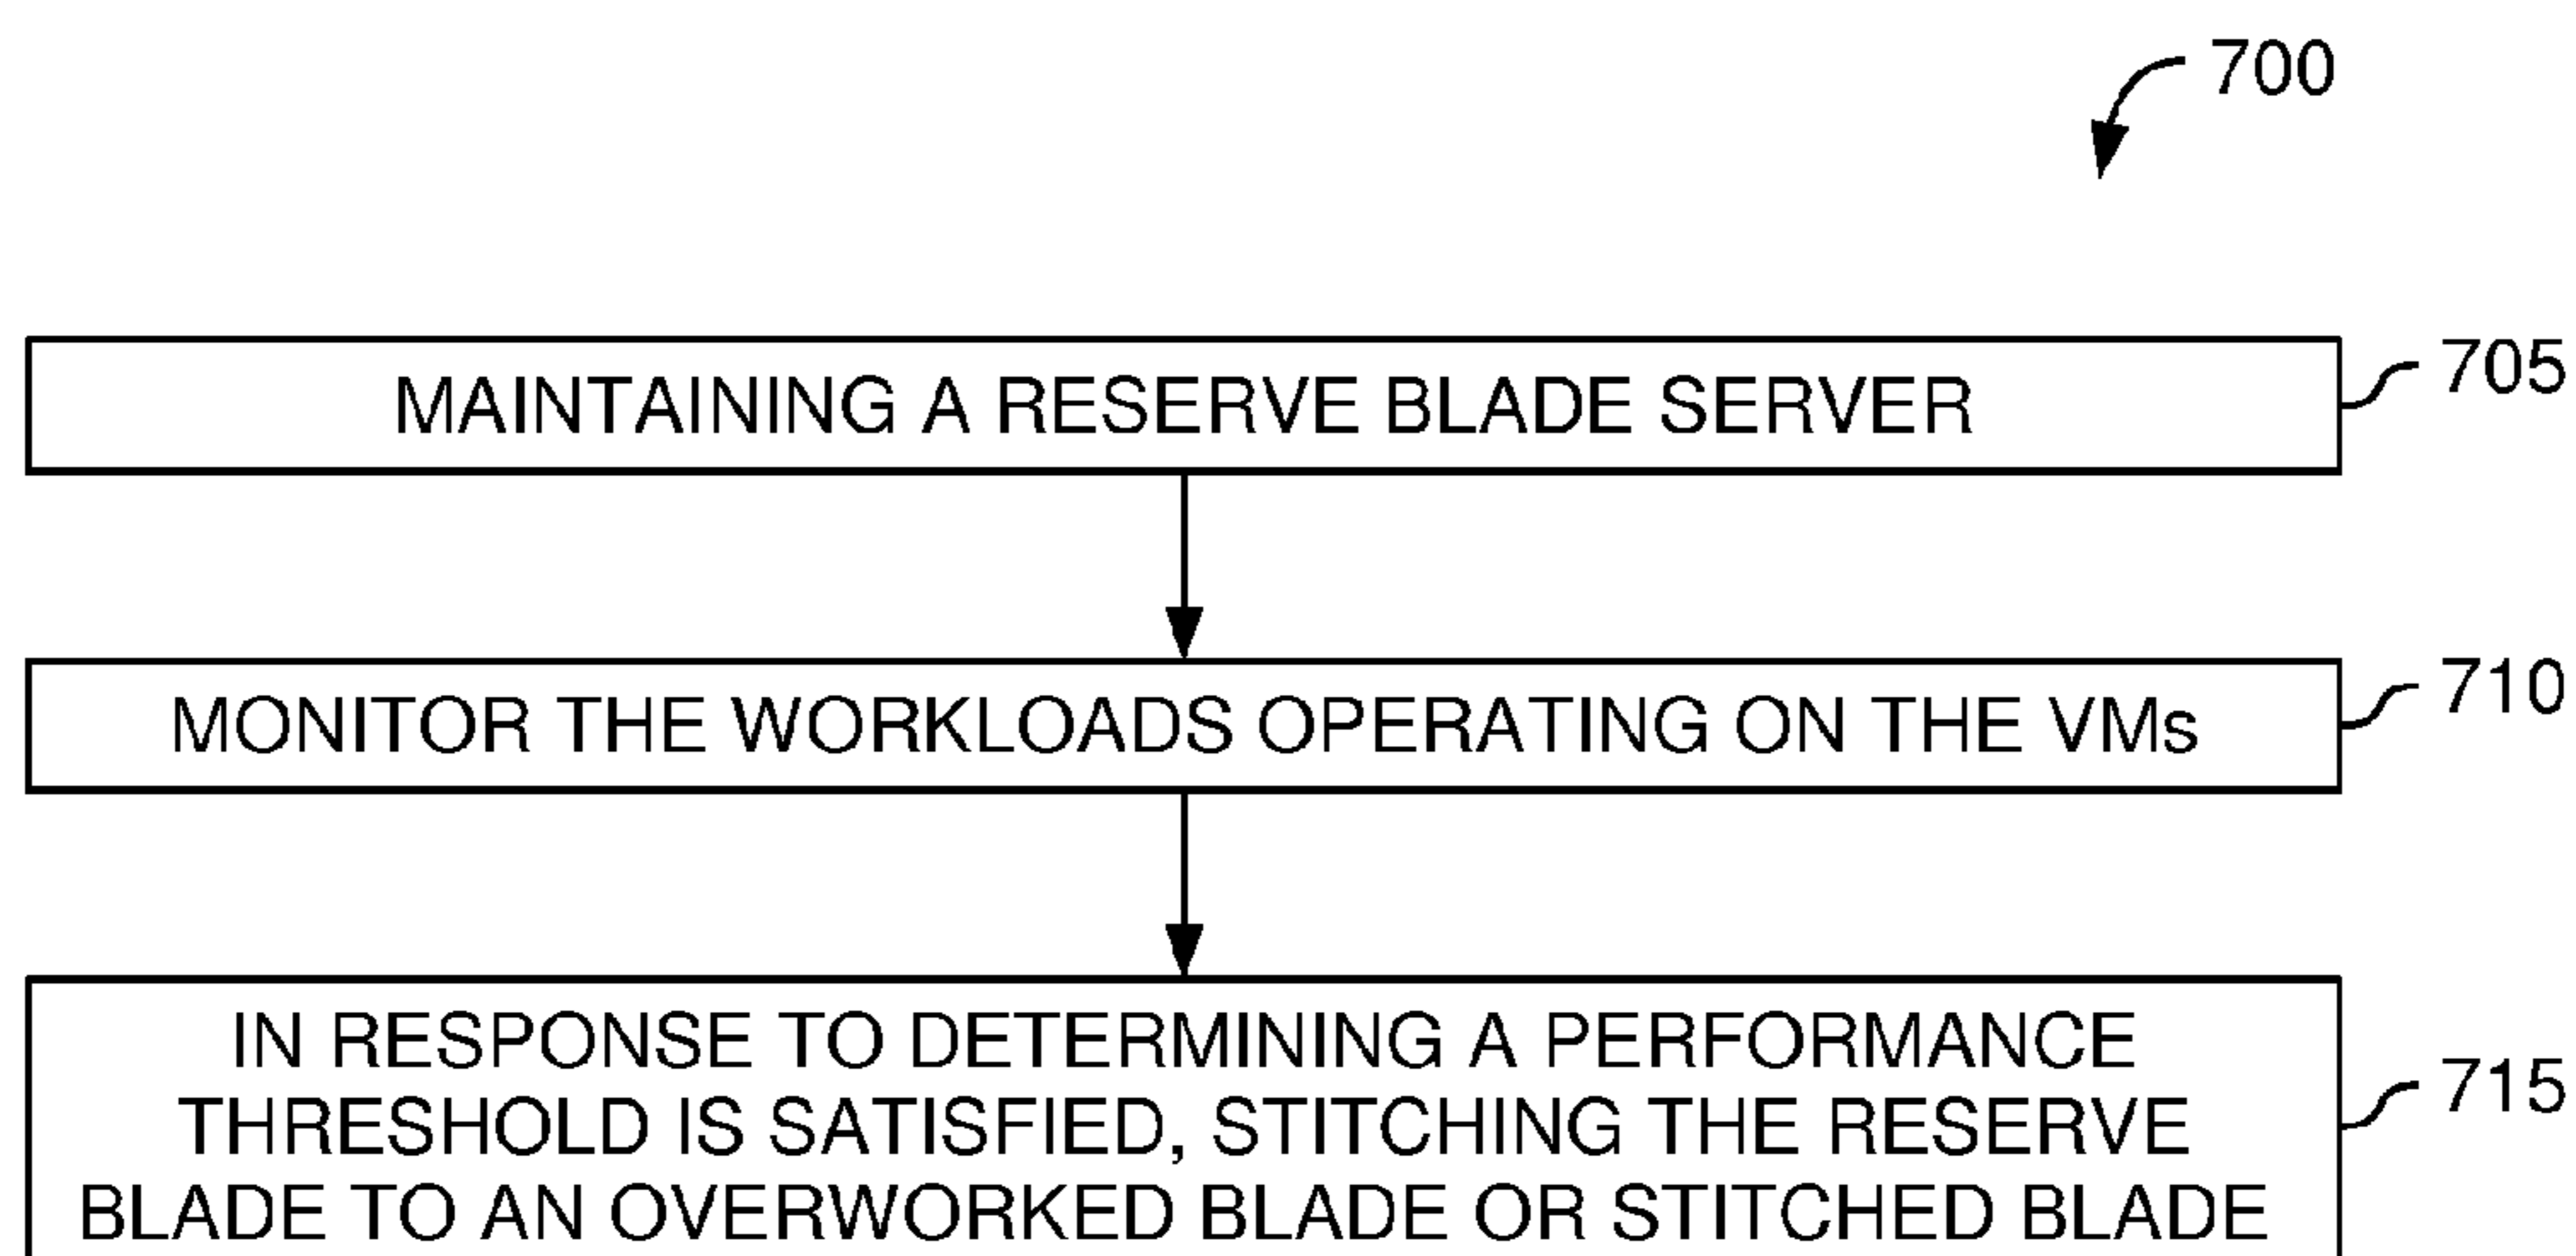 700
MAINTAINING A RESERVE BLADE SERVER
705
MONITOR THE WORKLOADS OPERATING ON THE VMs
710
IN RESPONSE TO DETERMINING A PERFORMANCE
THRESHOLD IS SATISFIED, STITCHING THE RESERVE
BLADE TO AN OVERWORKED BLADE OR STITCHED BLADE
715